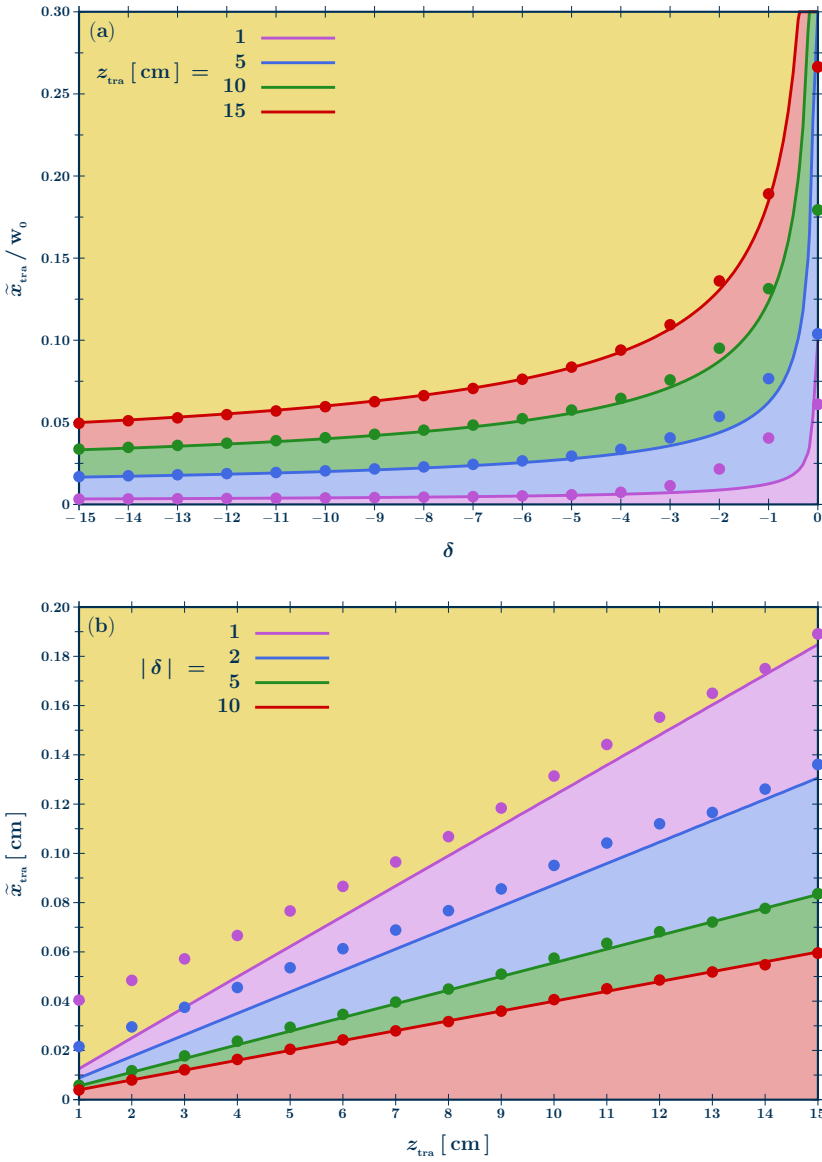 (a)
z_tra [cm] =
1
5
10
15
0.30
0.20
0.15
0.10
0.05
0
x̃_tra / w₀
−15 −14 −13 −12 −11 −10 −9 −8 −7 −6 −5 −4 −3 −2 −1 0
δ
(b)
|δ| =
1
2
5
10
0.20
0.18
0.16
0.14
0.12
0.10
0.08
0.06
0.04
0.02
0
x̃_tra [cm]
1 2 3 4 5 6 7 8 9 10 11 12 13 14 15
z_tra [cm]